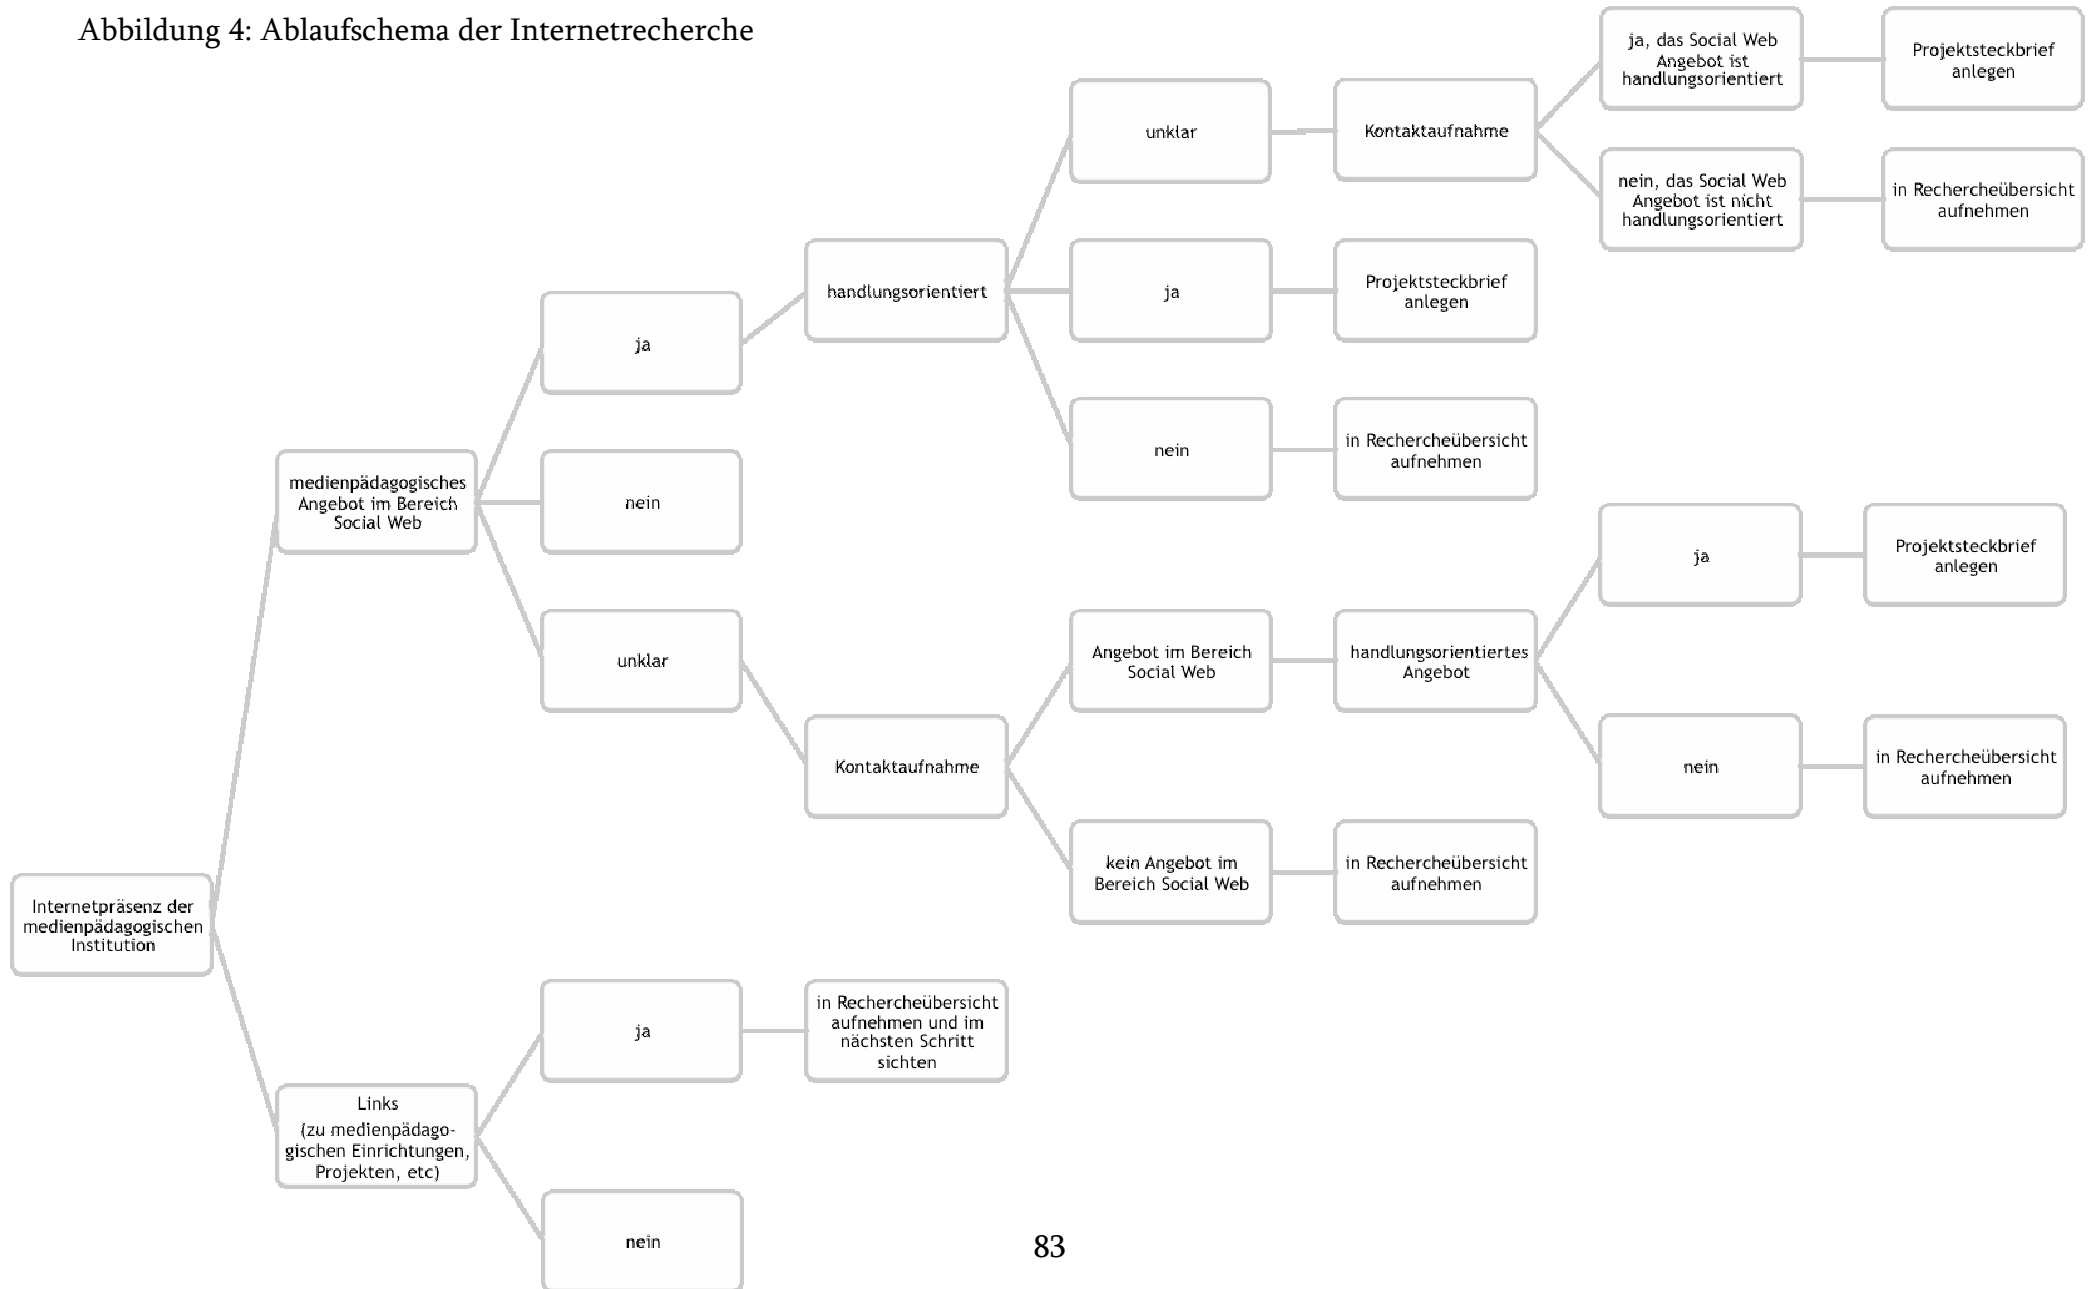 Abbildung 4: Ablaufschema der Internetrecherche
ja, das Social Web
Angebot ist
handlungsorientiert
Projektsteckbrief
anlegen
unklar
Kontaktaufnahme
nein, das Social Web
Angebot ist nicht
handlungsorientiert
in Rechercheübersicht
aufnehmen
handlungsorientiert
ja
Projektsteckbrief
anlegen
ja
nein
in Rechercheübersicht
aufnehmen
medienpädagogisches
Angebot im Bereich
Social Web
nein
ja
Projektsteckbrief
anlegen
unklar
Angebot im Bereich
Social Web
handlungsorientiertes
Angebot
Kontaktaufnahme
nein
in Rechercheübersicht
aufnehmen
kein Angebot im
Bereich Social Web
in Rechercheübersicht
aufnehmen
Internetpräsenz der
medienpädagogischen
Institution
ja
in Rechercheübersicht
aufnehmen und im
nächsten Schritt
sichten
Links
(zu medienpädago-
gischen Einrichtungen,
Projekten, etc)
nein
83